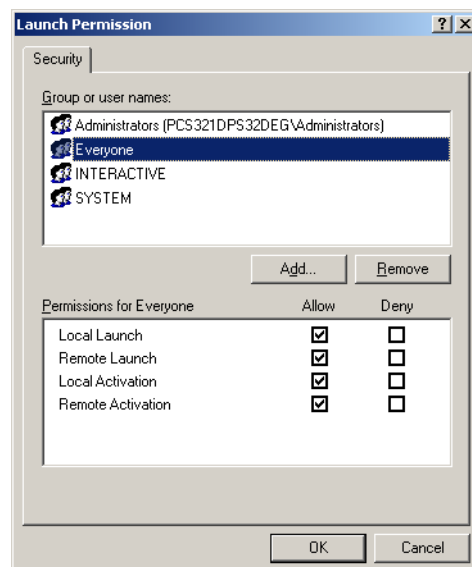 Launch Permission
Security
Group or user names:
Administrators (PCS321DPS32DEG\Administrators)
Everyone
INTERACTIVE
SYSTEM
Add... Remove
Permissions for Everyone Allow Deny
Local Launch
Remote Launch
Local Activation
Remote Activation
OK Cancel